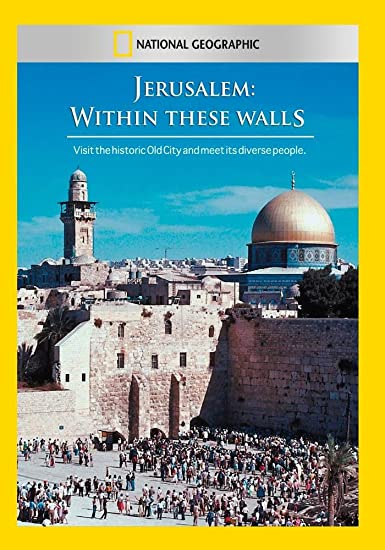 NATIONAL GEOGRAPHIC
JERUSALEM:
WITHIN THESE WALLS
Visit the historic Old City and meet its diverse people.